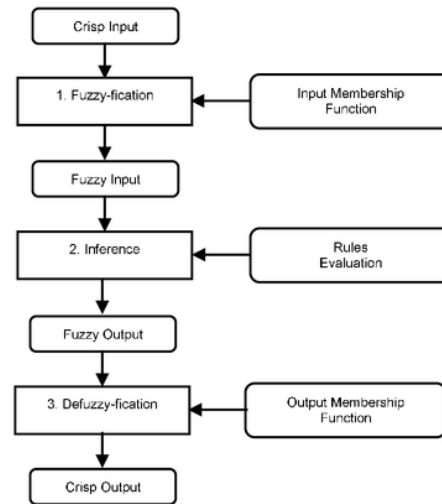 Crisp Input
1. Fuzzy-fication
Input Membership
Function
Fuzzy Input
2. Inference
Rules
Evaluation
Fuzzy Output
3. Defuzzy-fication
Output Membership
Function
Crisp Output